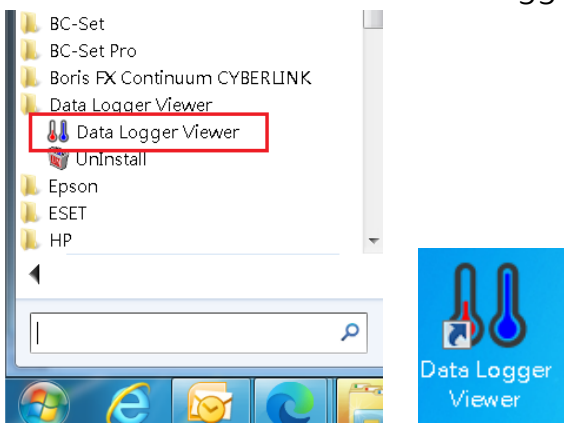 gg
BC-Set
BC-Set Pro
Boris FX Continuum CYBERLINK
Data Logger Viewer
Data Logger Viewer
UnInstall
Epson
ESET
HP
Data Logger
Viewer